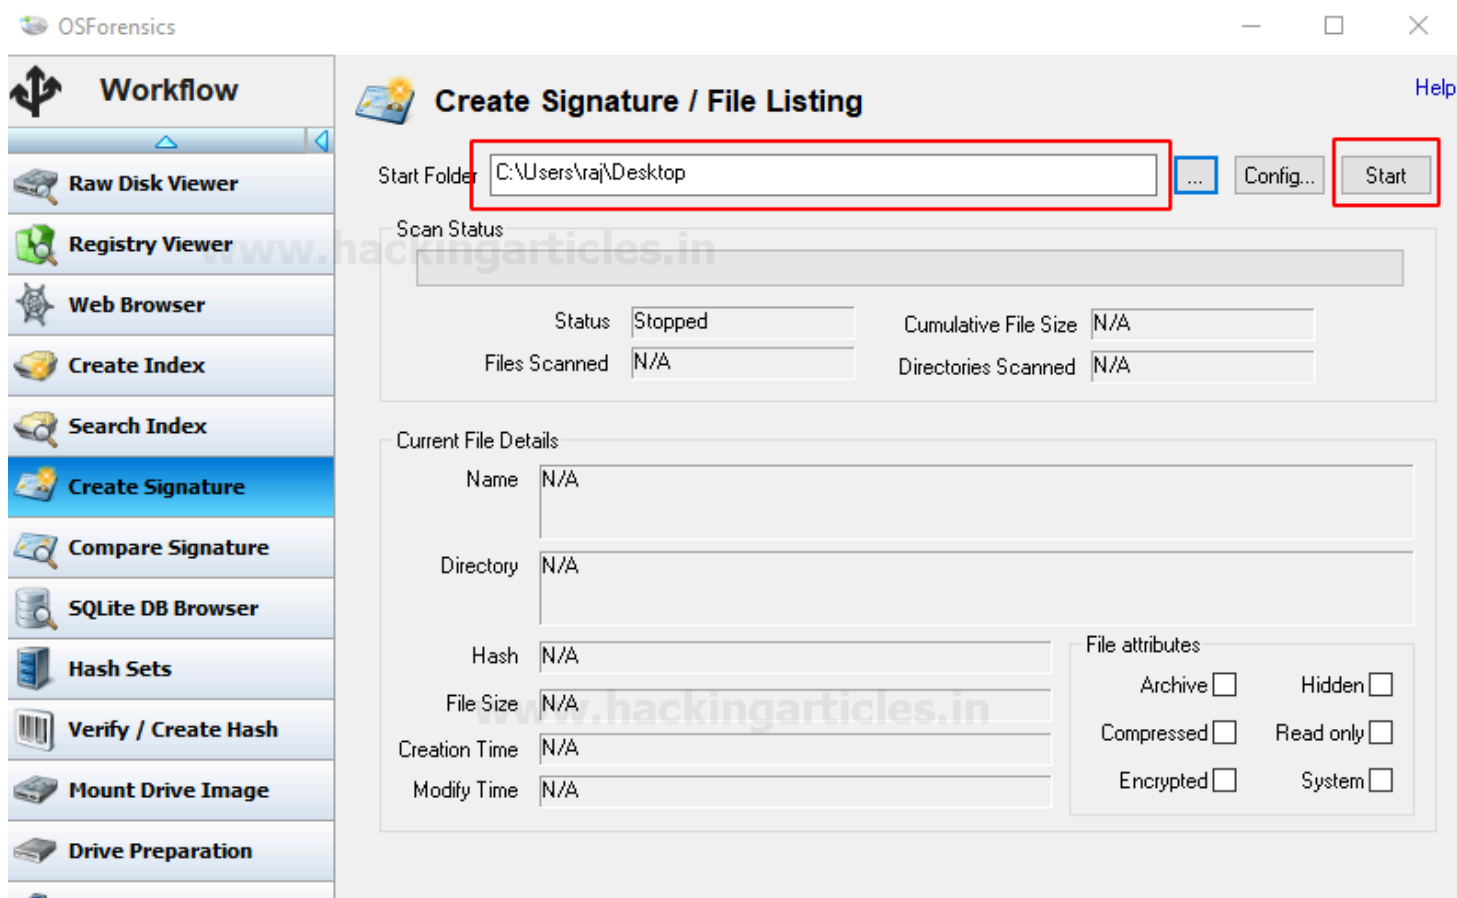 OSForensics
Workflow
Raw Disk Viewer
Registry Viewer
Web Browser
Create Index
Search Index
Create Signature
Compare Signature
SQLite DB Browser
Hash Sets
Verify / Create Hash
Mount Drive Image
Drive Preparation
Create Signature / File Listing
Help
Start Folder C:\Users\raj\Desktop ... Config... Start
Scan Status
www.hackingarticles.in
Status Stopped Cumulative File Size N/A
Files Scanned N/A Directories Scanned N/A
Current File Details
Name N/A
Directory N/A
Hash N/A
File Size N/A
www.hackingarticles.in
Creation Time N/A
Modify Time N/A
File attributes
Archive Hidden
Compressed Read only
Encrypted System